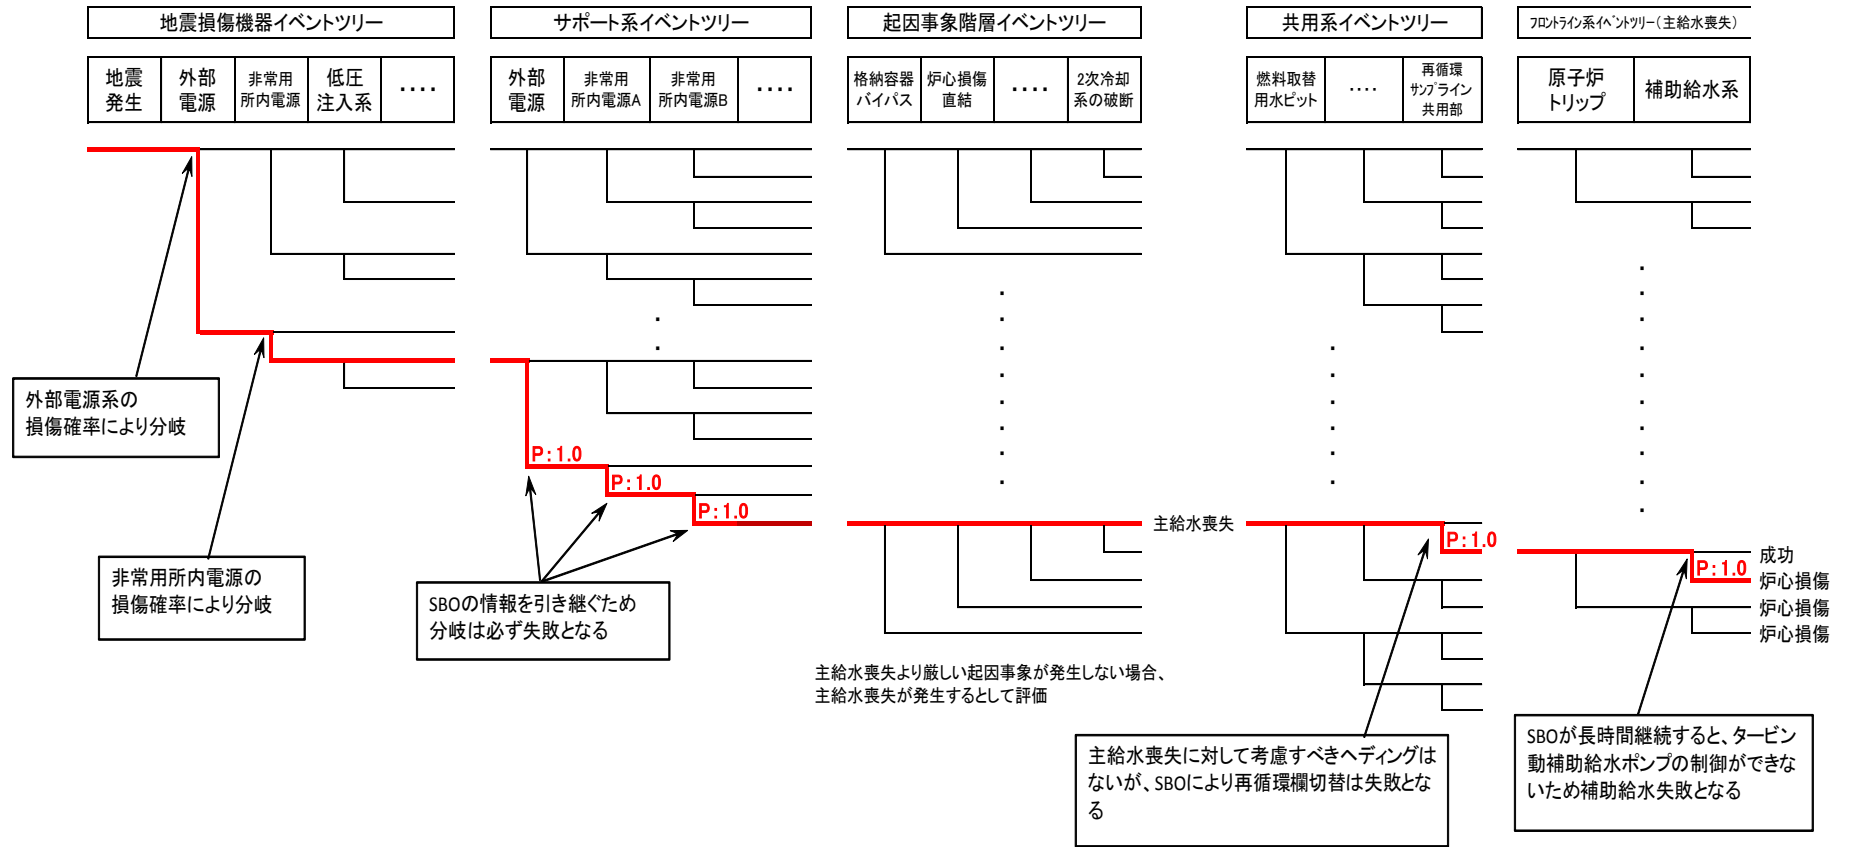 地震損傷機器イベントツリー
サポート系イベントツリー
起因事象階層イベントツリー
共用系イベントツリー
フロントライン系イベントツリー(主給水喪失)
地震
発生
外部
電源
非常用
所内電源
低圧
注入系
････
外部
電源
非常用
所内電源A
非常用
所内電源B
････
格納容器
バイパス
炉心損傷
直結
････
2次冷却
系の破断
燃料取替
用水ピット
････
再循環
サンプライン
共用部
原子炉
トリップ
補助給水系
外部電源系の
損傷確率により分岐
非常用所内電源の
損傷確率により分岐
P:1.0
P:1.0
P:1.0
SBOの情報を引き継ぐため
分岐は必ず失敗となる
主給水喪失
主給水喪失より厳しい起因事象が発生しない場合、
主給水喪失が発生するとして評価
P:1.0
主給水喪失に対して考慮すべきヘディングは
ないが、SBOにより再循環欄切替は失敗とな
る
P:1.0
成功
炉心損傷
炉心損傷
炉心損傷
SBOが長時間継続すると、タービン
動補助給水ポンプの制御ができな
いため補助給水失敗となる